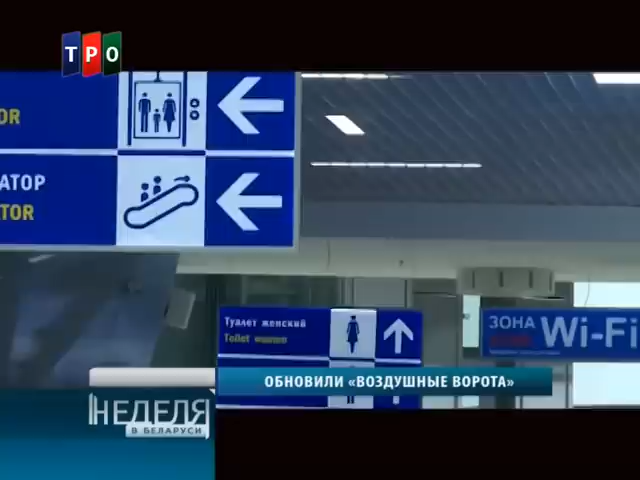 ТРО
OR
АТОР
TOR
Туалет женский
Toilet women
ЗОНА
Wi-Fi
ОБНОВИЛИ «ВОЗДУШНЫЕ ВОРОТА»
НЕДЕЛЯ
В БЕЛАРУСИ